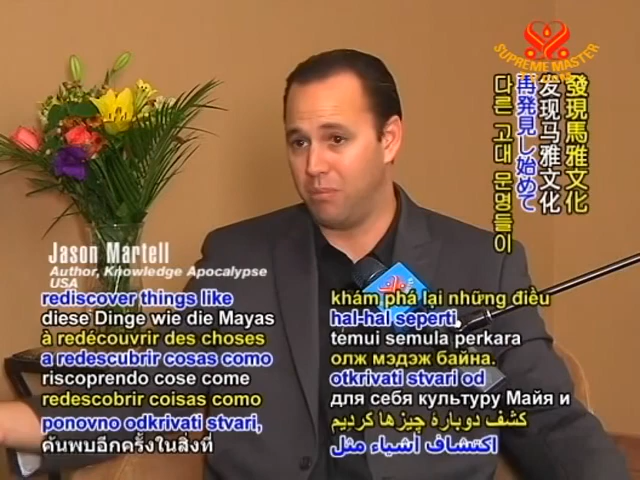 SUPREME MASTER
發現馬雅文化
发现马雅文化
再発見し始めて
다른 고대 문명들이
Jason Martell
Author, Knowledge Apocalypse
USA
rediscover things like
diese Dinge wie die Mayas
à redécouvrir des choses
a redescubrir cosas como
riscoprendo cose come
redescobrir coisas como
ponovno odkrivati stvari,
ค้นพบอีกครั้งในสิ่งที่
khám phá lại những điều
hal-hal seperti
temui semula perkara
олж мэдэж байна.
otkrivati stvari od
для себя культуру Майя и
کشف دوبارهٔ چیزها کردیم
اكتشاف أشياء مثل